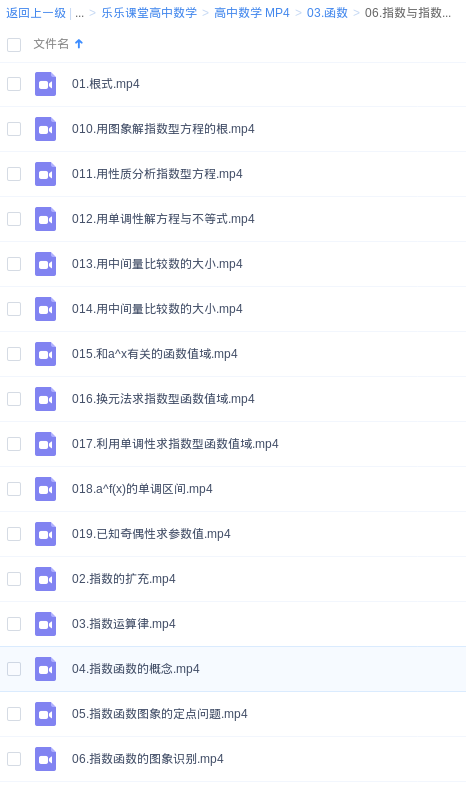 返回上一级 | ... > 乐乐课堂高中数学 > 高中数学 MP4 > 03.函数 > 06.指数与指数...
文件名
01.根式.mp4
010.用图象解指数型方程的根.mp4
011.用性质分析指数型方程.mp4
012.用单调性解方程与不等式.mp4
013.用中间量比较数的大小.mp4
014.用中间量比较数的大小.mp4
015.和a^x有关的函数值域.mp4
016.换元法求指数型函数值域.mp4
017.利用单调性求指数型函数值域.mp4
018.a^f(x)的单调区间.mp4
019.已知奇偶性求参数值.mp4
02.指数的扩充.mp4
03.指数运算律.mp4
04.指数函数的概念.mp4
05.指数函数图象的定点问题.mp4
06.指数函数的图象识别.mp4